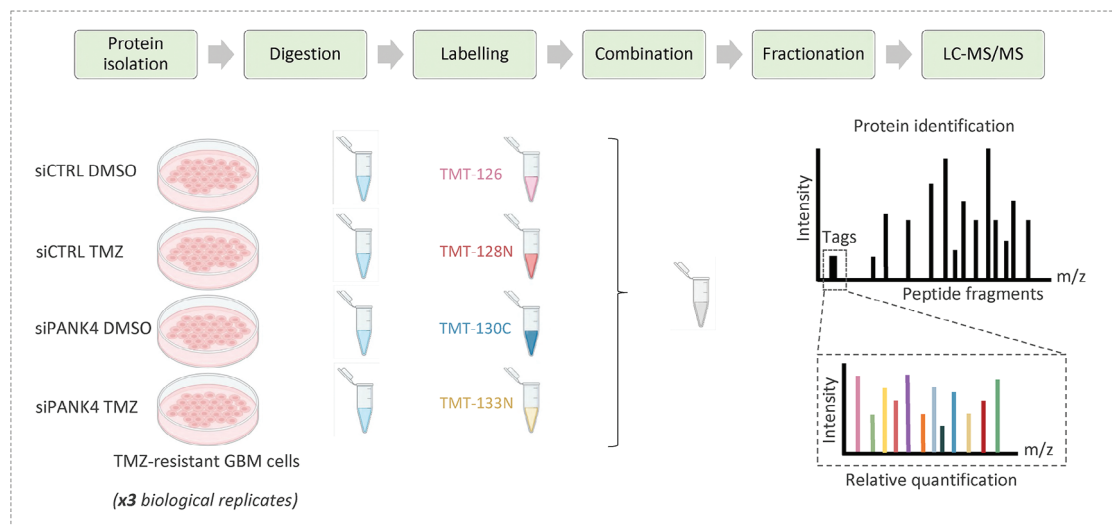 Protein
isolation
Digestion
Labelling
Combination
Fractionation
LC-MS/MS
siCTRL DMSO
TMT-126
siCTRL TMZ
TMT-128N
siPANK4 DMSO
TMT-130C
siPANK4 TMZ
TMT-133N
TMZ-resistant GBM cells
(x3 biological replicates)
Protein identification
Intensity
Tags
m/z
Peptide fragments
Intensity
m/z
Relative quantification